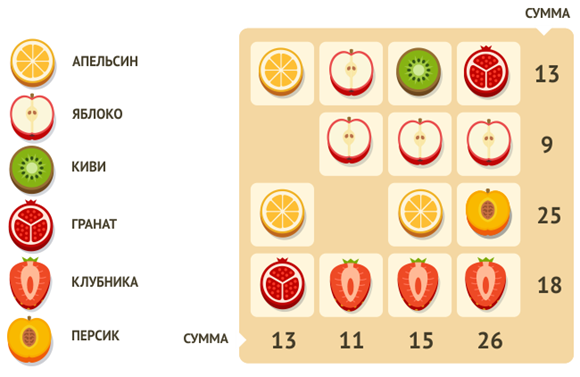 СУММА
АПЕЛЬСИН
13
ЯБЛОКО
9
КИВИ
ГРАНАТ
25
КЛУБНИКА
18
ПЕРСИК
СУММА 13 11 15 26